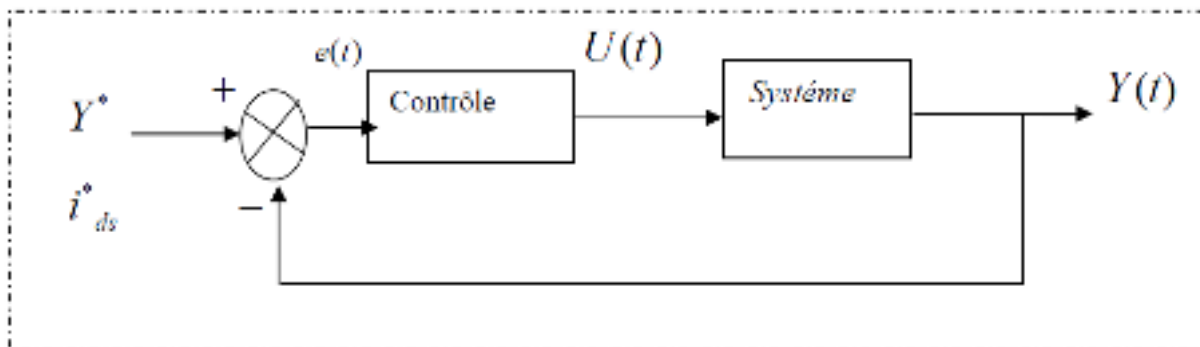 e(t)
U(t)
+
Contrôle
Systéme
Y(t)
Y*
i*ds
−